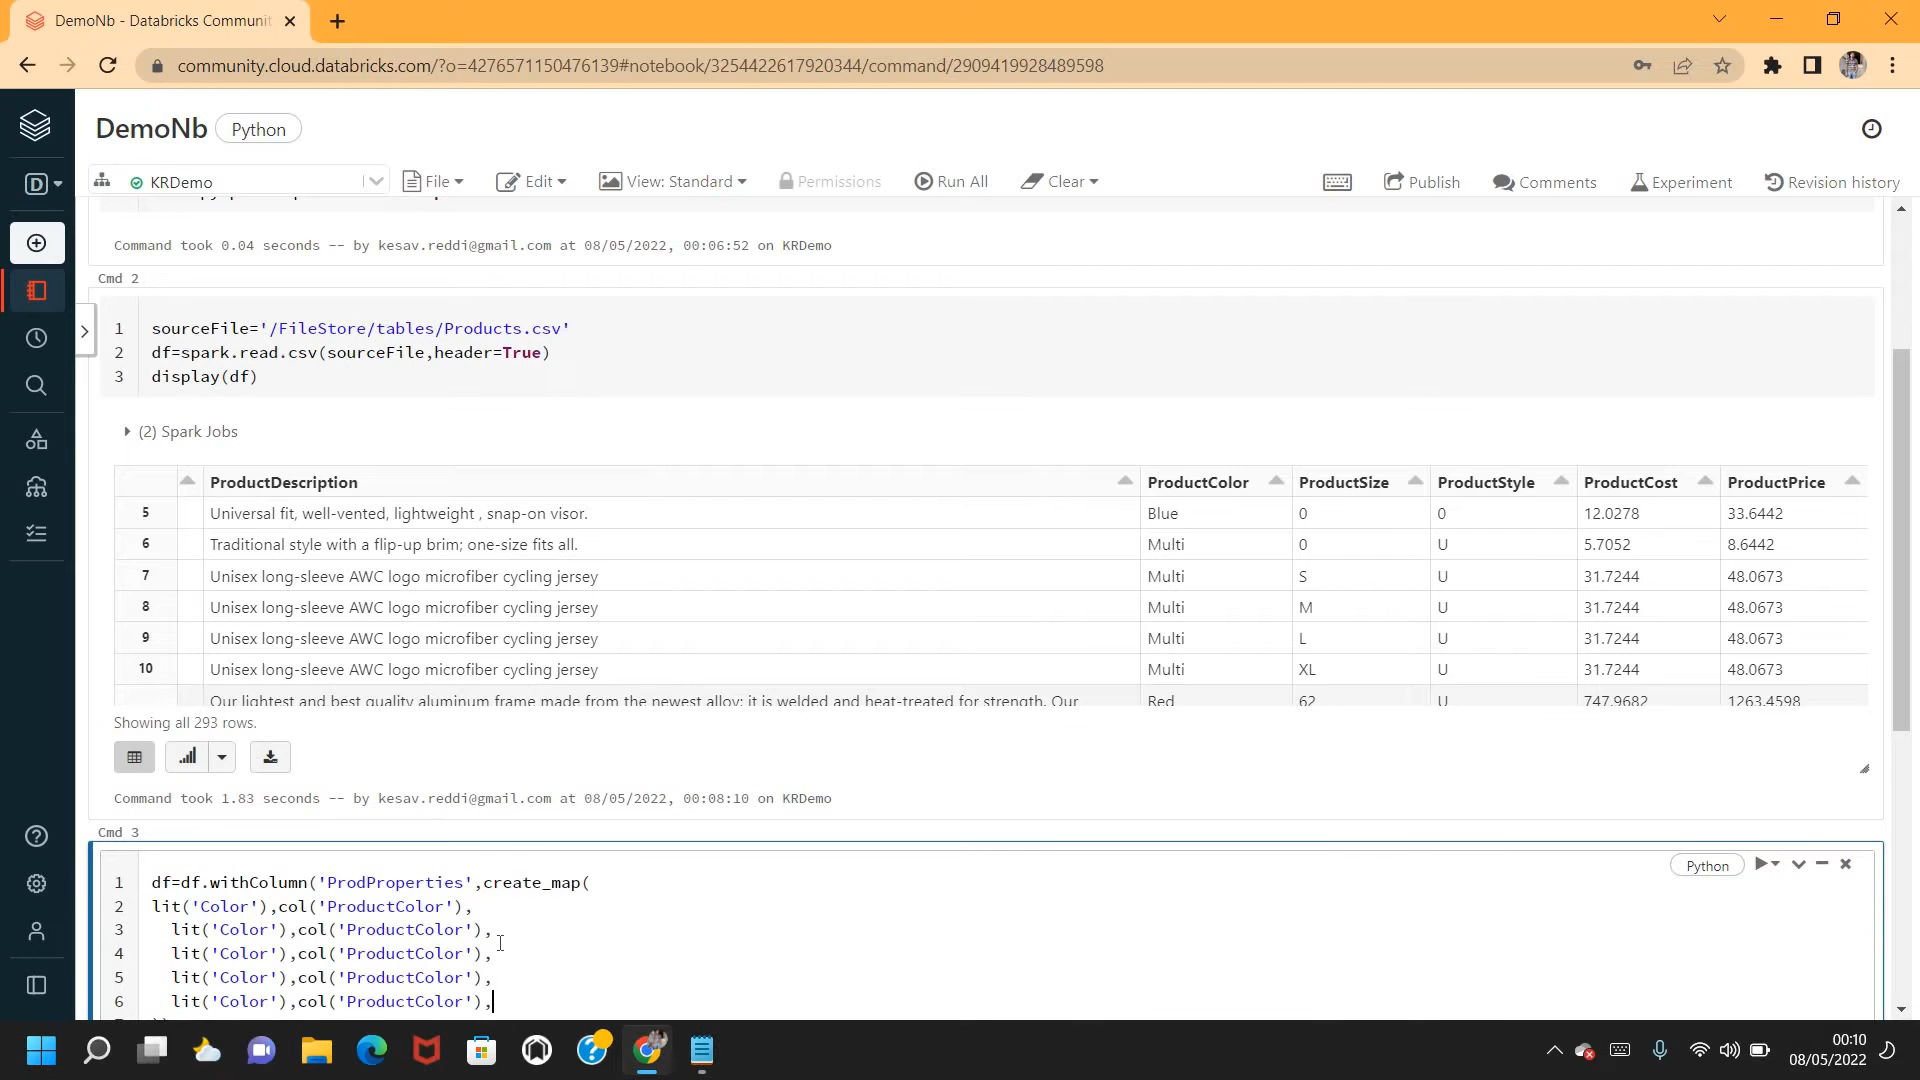 DemoNb - Databricks Communit
community.cloud.databricks.com/?o=4276571150476139#notebook/3254422617920344/command/2909419928489598
DemoNb Python
D
KRDemo File Edit View: Standard Permissions Run All Clear Publish Comments Experiment Revision history
Command took 0.04 seconds -- by kesav.reddi@gmail.com at 08/05/2022, 00:06:52 on KRDemo
Cmd 2
1 sourceFile='/FileStore/tables/Products.csv'
2 df=spark.read.csv(sourceFile,header=True)
3 display(df)
(2) Spark Jobs
ProductDescription ProductColor ProductSize ProductStyle ProductCost ProductPrice
5 Universal fit, well-vented, lightweight , snap-on visor. Blue 0 0 12.0278 33.6442
6 Traditional style with a flip-up brim; one-size fits all. Multi 0 U 5.7052 8.6442
7 Unisex long-sleeve AWC logo microfiber cycling jersey Multi S U 31.7244 48.0673
8 Unisex long-sleeve AWC logo microfiber cycling jersey Multi M U 31.7244 48.0673
9 Unisex long-sleeve AWC logo microfiber cycling jersey Multi L U 31.7244 48.0673
10 Unisex long-sleeve AWC logo microfiber cycling jersey Multi XL U 31.7244 48.0673
Our lightest and best quality aluminum frame made from the newest alloy; it is welded and heat-treated for strength. Our Red 62 U 747.9682 1263.4598
Showing all 293 rows.
Command took 1.83 seconds -- by kesav.reddi@gmail.com at 08/05/2022, 00:08:10 on KRDemo
Cmd 3
Python
1 df=df.withColumn('ProdProperties',create_map(
2 lit('Color'),col('ProductColor'),
3 lit('Color'),col('ProductColor'),
4 lit('Color'),col('ProductColor'),
5 lit('Color'),col('ProductColor'),
6 lit('Color'),col('ProductColor'),
00:10
08/05/2022